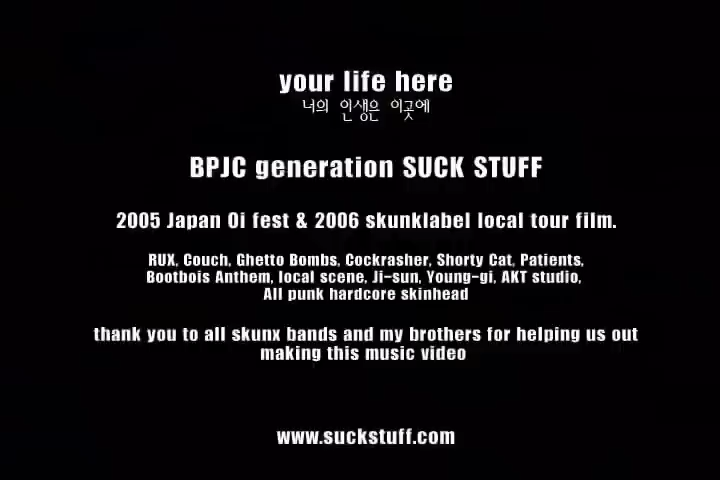 your life here
너의 인생은 이곳에
BPJC generation SUCK STUFF
2005 Japan Oi fest & 2006 skunklabel local tour film.
RUX, Couch, Ghetto Bombs, Cockrasher, Shorty Cat, Patients,
Bootbois Anthem, local scene, Ji-sun, Young-gi, AKT studio,
All punk hardcore skinhead
thank you to all skunx bands and my brothers for helping us out
making this music video
www.suckstuff.com